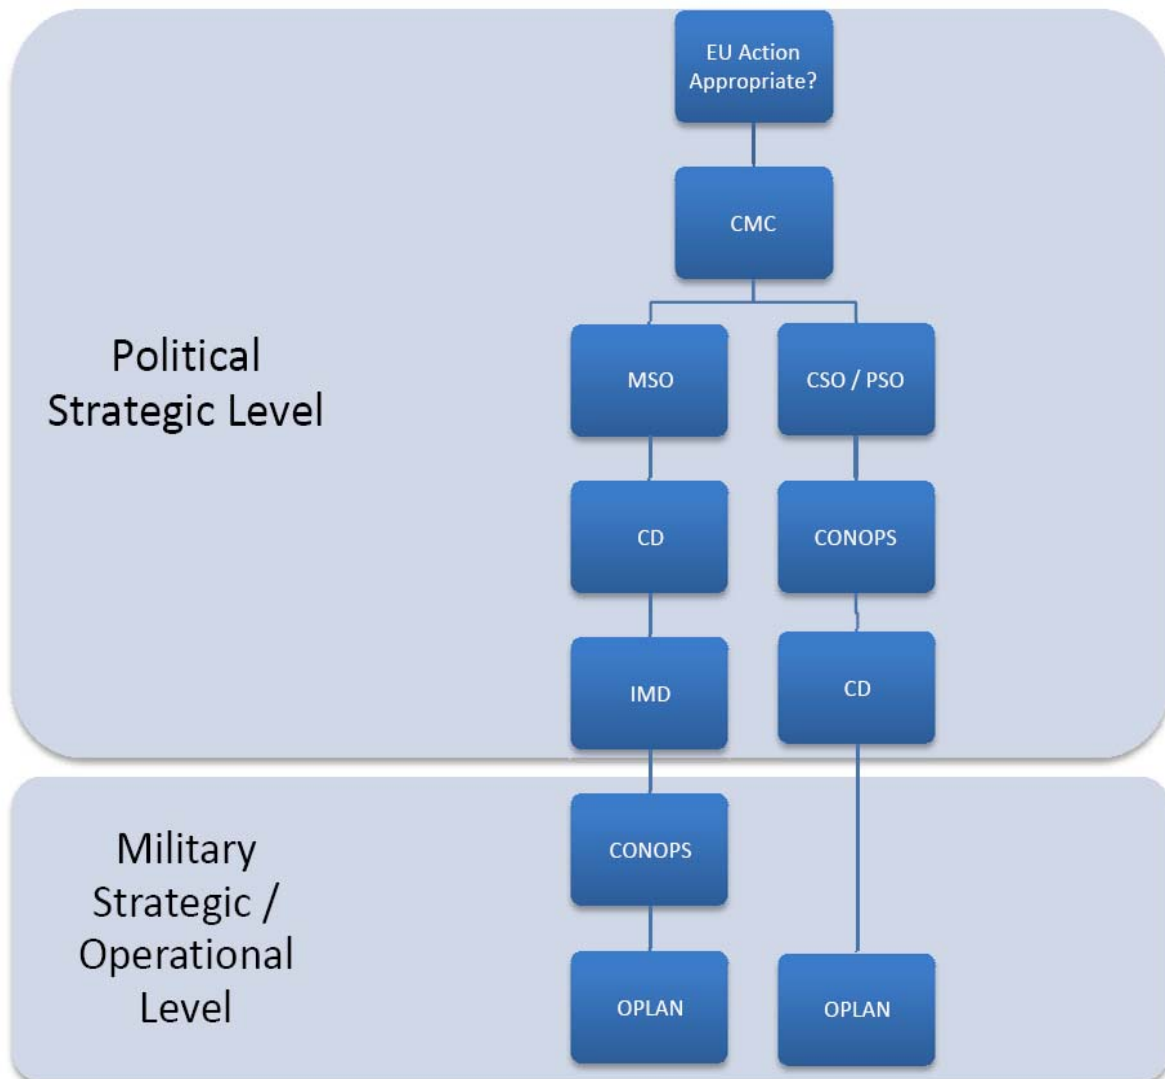 EU Action
Appropriate?
CMC
Political
Strategic Level
MSO
CSO / PSO
CD
CONOPS
IMD
CD
Military
Strategic /
Operational
Level
CONOPS
OPLAN
OPLAN